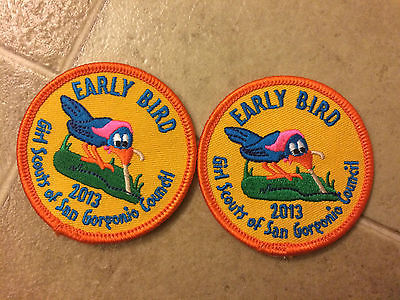 EARLY BIRD
2013
Girl Scouts of San Gorgonio Council
EARLY BIRD
2013
Girl Scouts of San Gorgonio Council